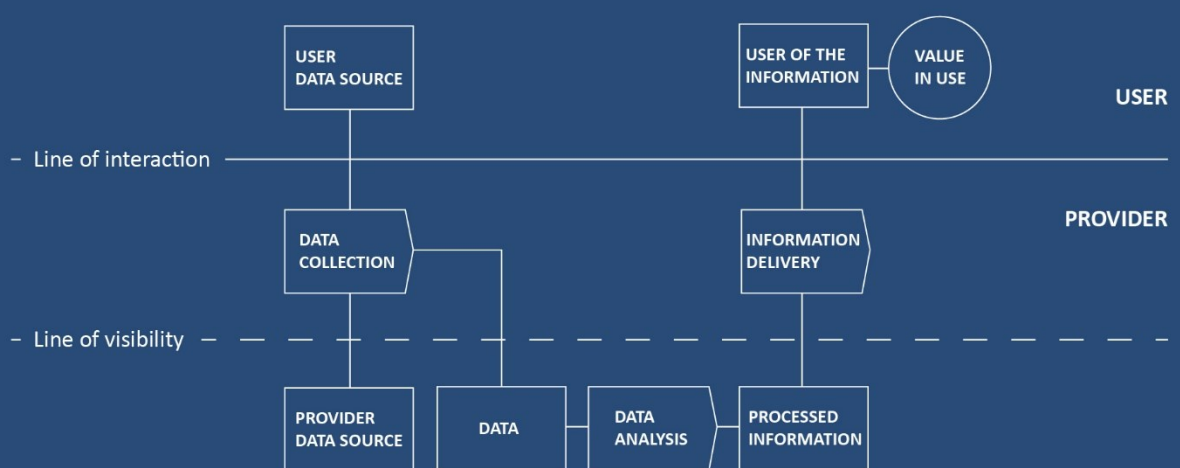 USER
DATA SOURCE
USER OF THE
INFORMATION
VALUE
IN USE
USER
Line of interaction
PROVIDER
DATA
COLLECTION
INFORMATION
DELIVERY
Line of visibility
PROVIDER
DATA SOURCE
DATA
DATA
ANALYSIS
PROCESSED
INFORMATION